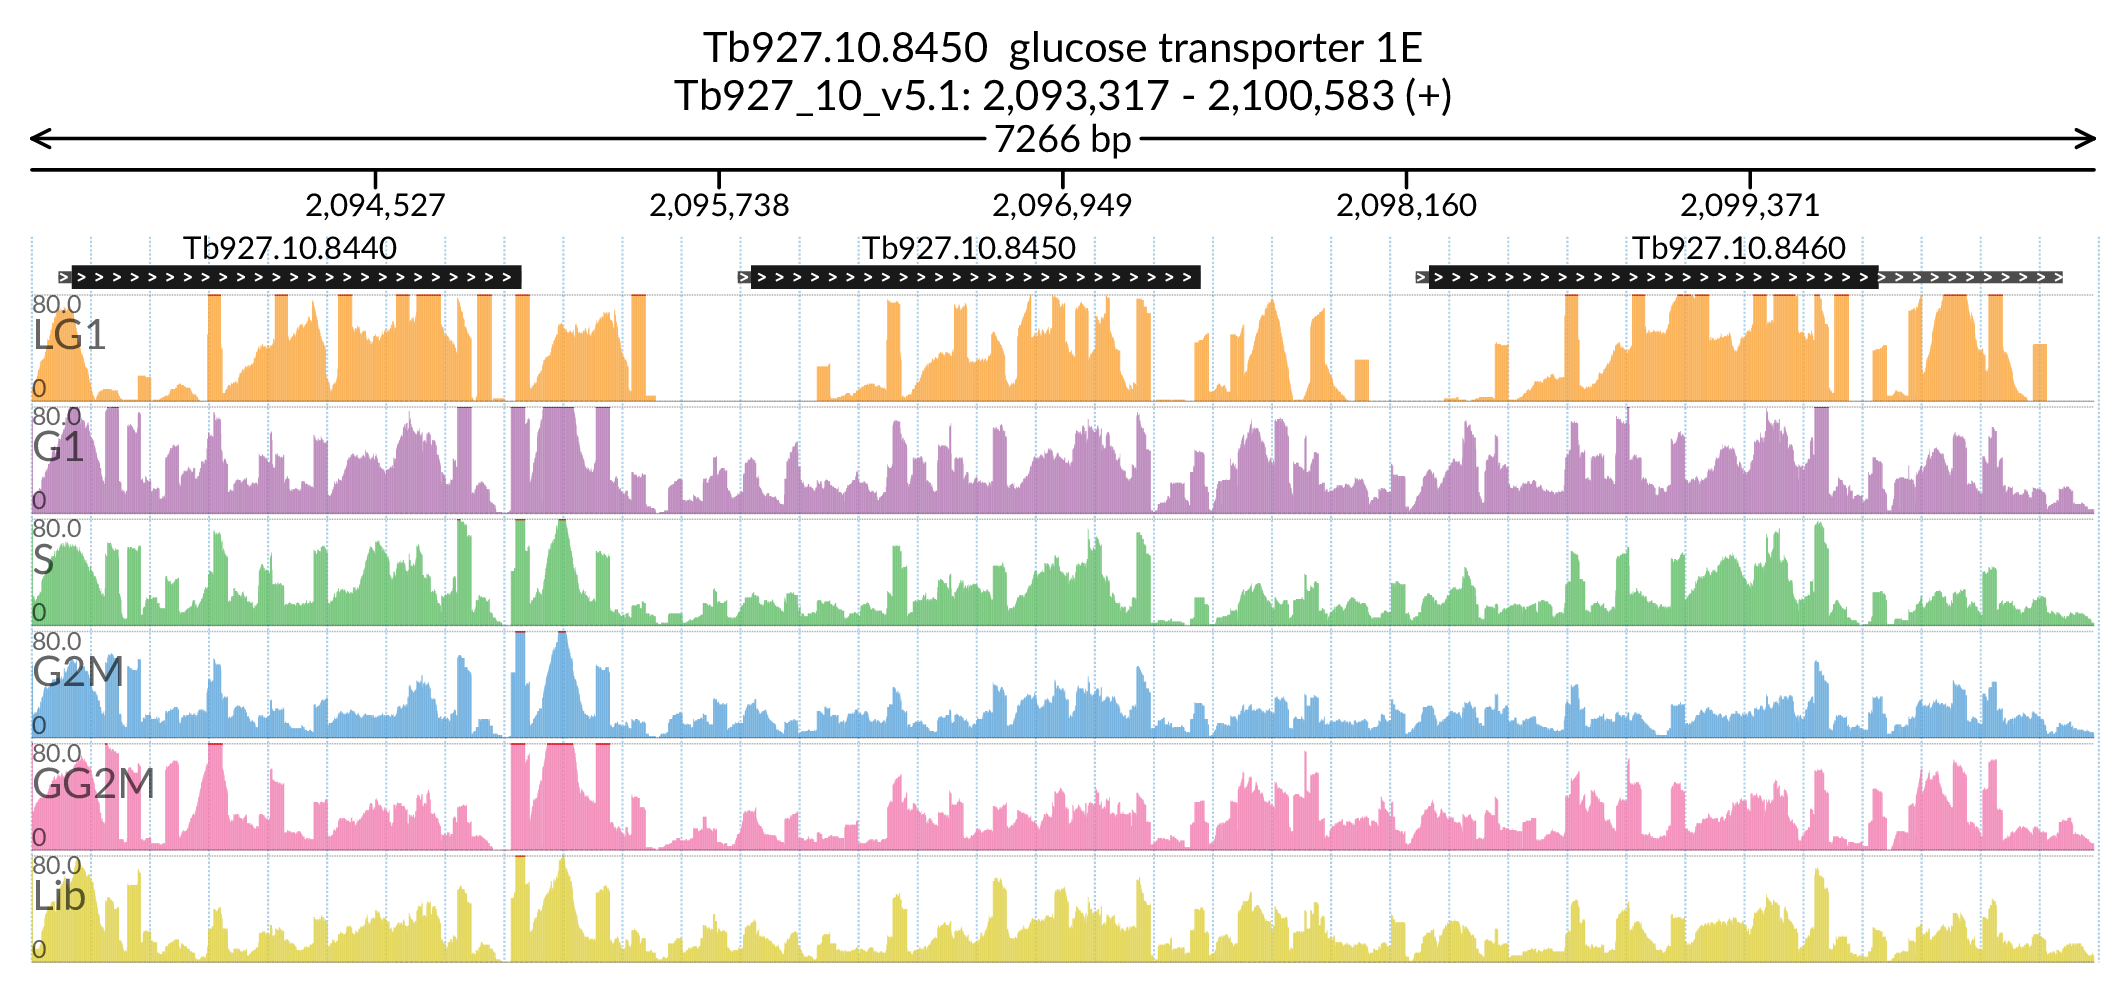 Tb927.10.8450 glucose transporter 1E
Tb927_10_v5.1: 2,093,317 - 2,100,583 (+)
7266 bp
2,094,527 2,095,738 2,096,949 2,098,160 2,099,371
Tb927.10.8440 Tb927.10.8450 Tb927.10.8460
80.0
LG1
0
80.0
G1
0
80.0
S
0
80.0
G2M
0
80.0
GG2M
0
80.0
Lib
0